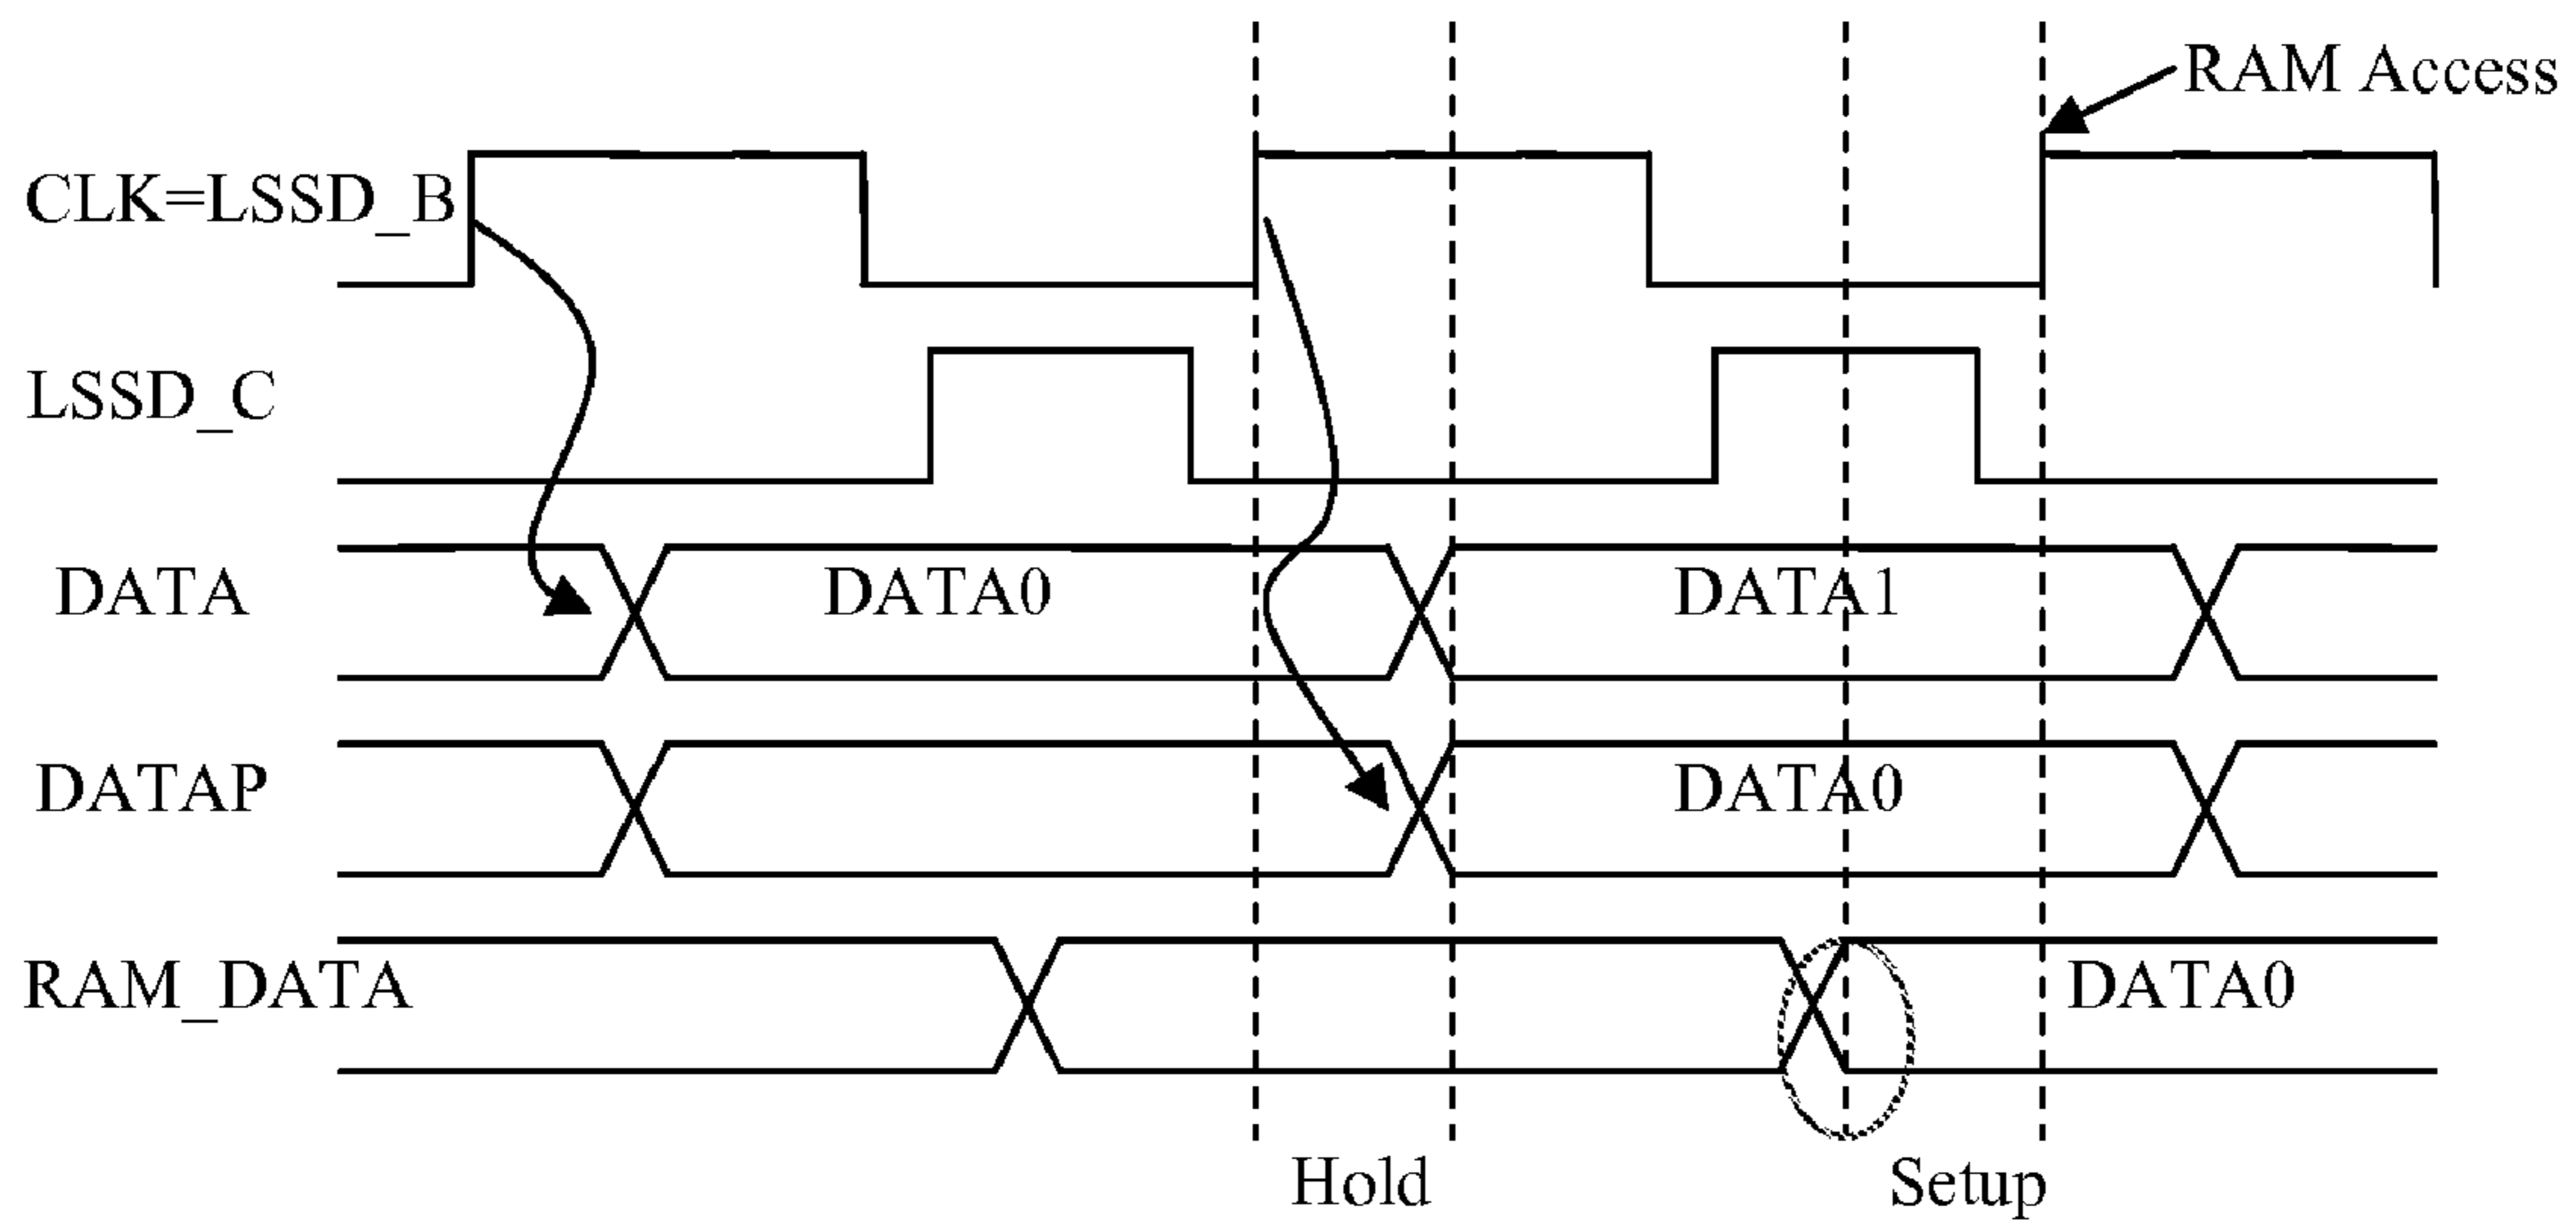 RAM Access
CLK=LSSD_B
LSSD_C
DATA DATA0 DATA1
DATAP DATA0
RAM_DATA DATA0
Hold Setup